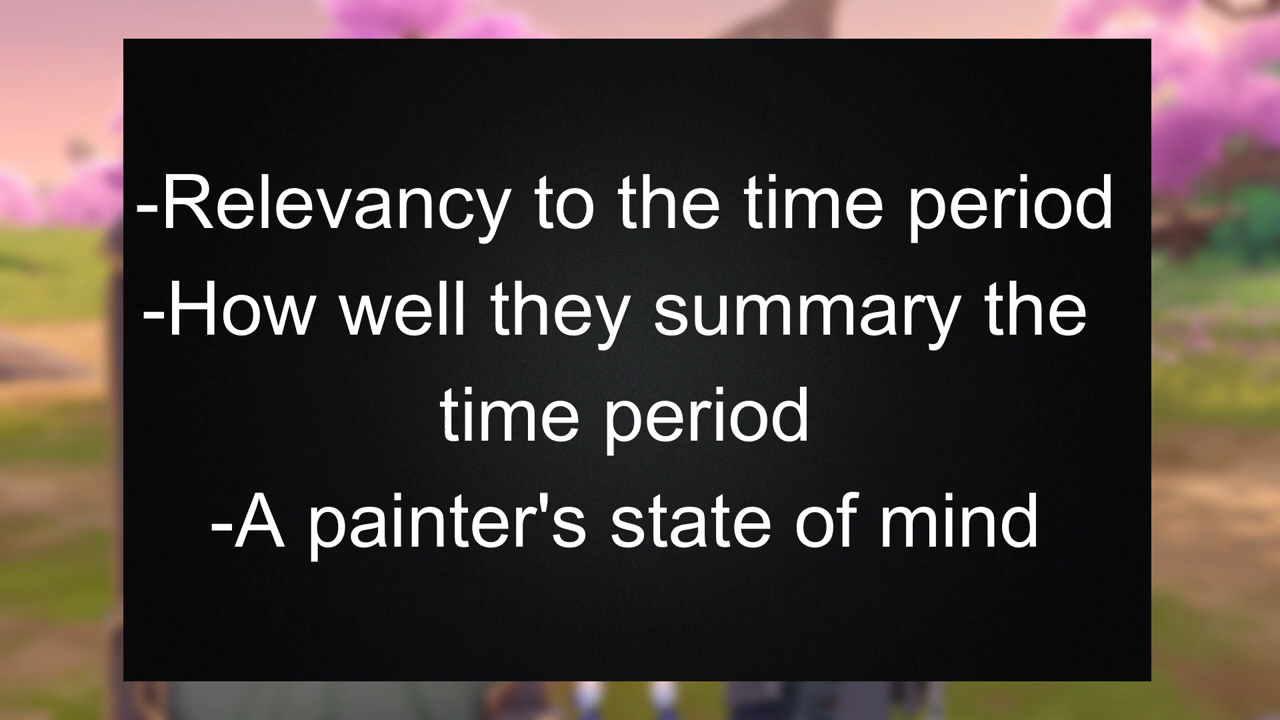 -Relevancy to the time period
-How well they summary the
time period
-A painter's state of mind